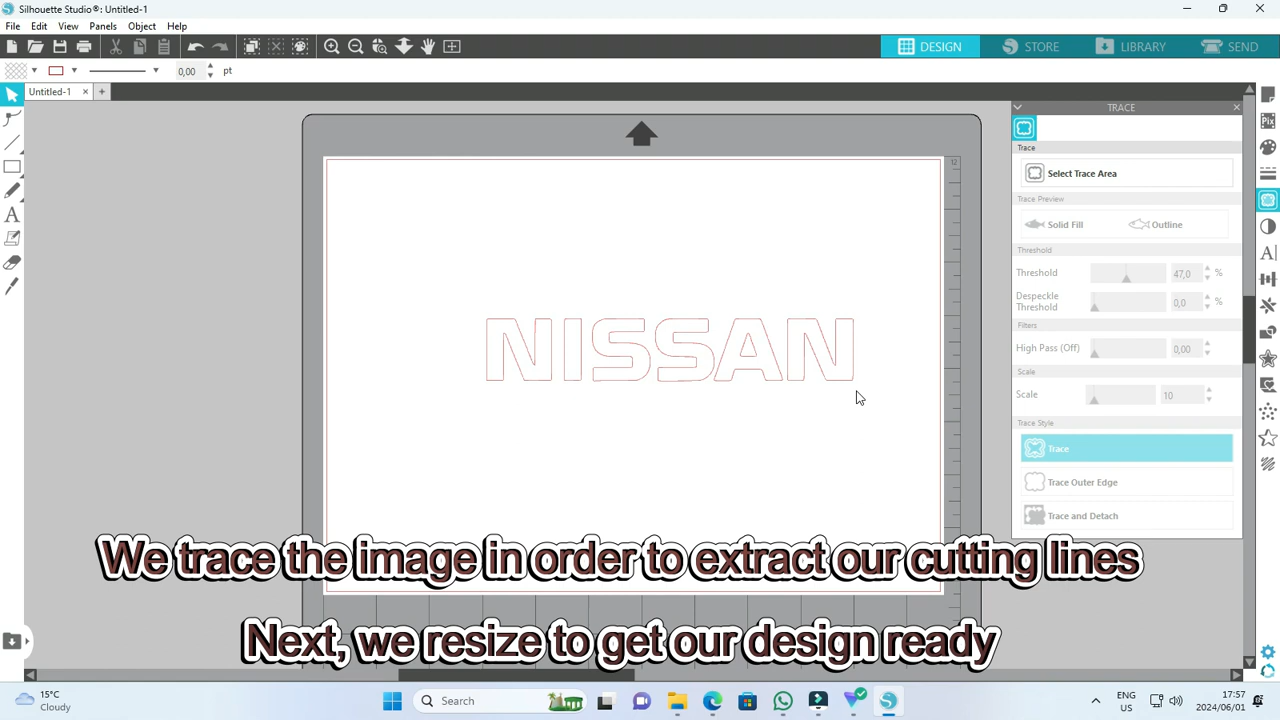 Silhouette Studio®: Untitled-1
File Edit View Panels Object Help
DESIGN STORE LIBRARY SEND
0,00 pt
Untitled-1
TRACE
Trace
Select Trace Area
Trace Preview
Solid Fill Outline
Threshold
Threshold 47,0 %
Despeckle
Threshold 0,0 %
Filters
High Pass (Off) 0,00
Scale
Scale 10
Trace Style
Trace
Trace Outer Edge
Trace and Detach
12
NISSAN
We trace the image in order to extract our cutting lines
Next, we resize to get our design ready
15°C
Cloudy
Search
ENG
US
17:57
2024/06/01